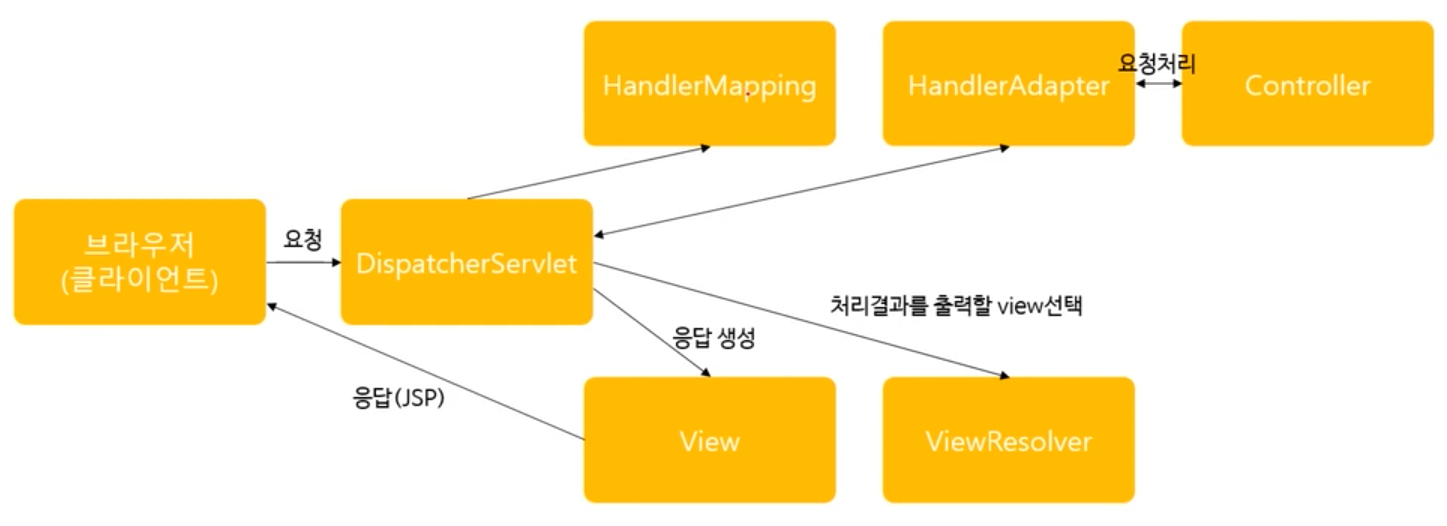 HandlerMapping
HandlerAdapter
요청처리
Controller
브라우저
(클라이언트)
요청
DispatcherServlet
처리결과를 출력할 view선택
응답 생성
응답(JSP)
View
ViewResolver